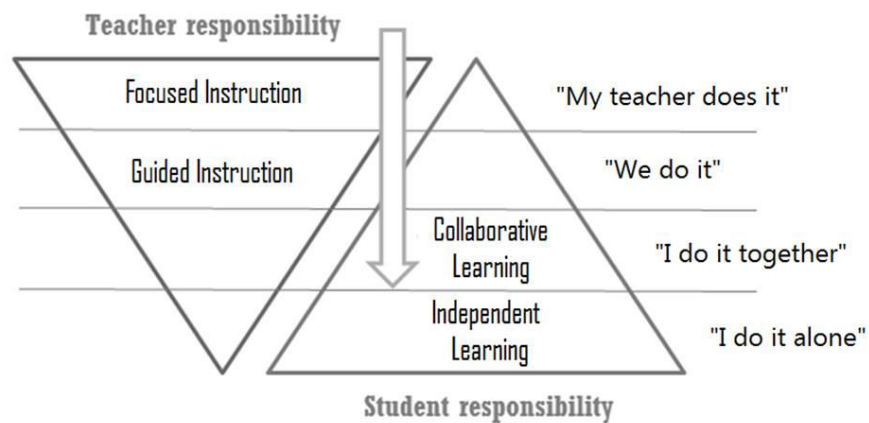 Teacher responsibility
Focused Instruction
"My teacher does it"
Guided Instruction
"We do it"
Collaborative
Learning
"I do it together"
Independent
Learning
"I do it alone"
Student responsibility